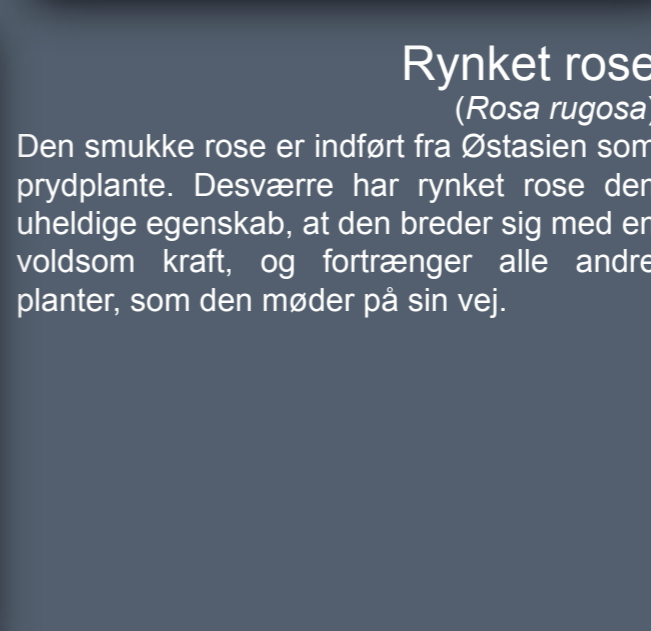 Rynket rose
(Rosa rugosa)
Den smukke rose er indført fra Østasien som
prydplante. Desværre har rynket rose den
uheldige egenskab, at den breder sig med en
voldsom kraft, og fortrænger alle andre
planter, som den møder på sin vej.